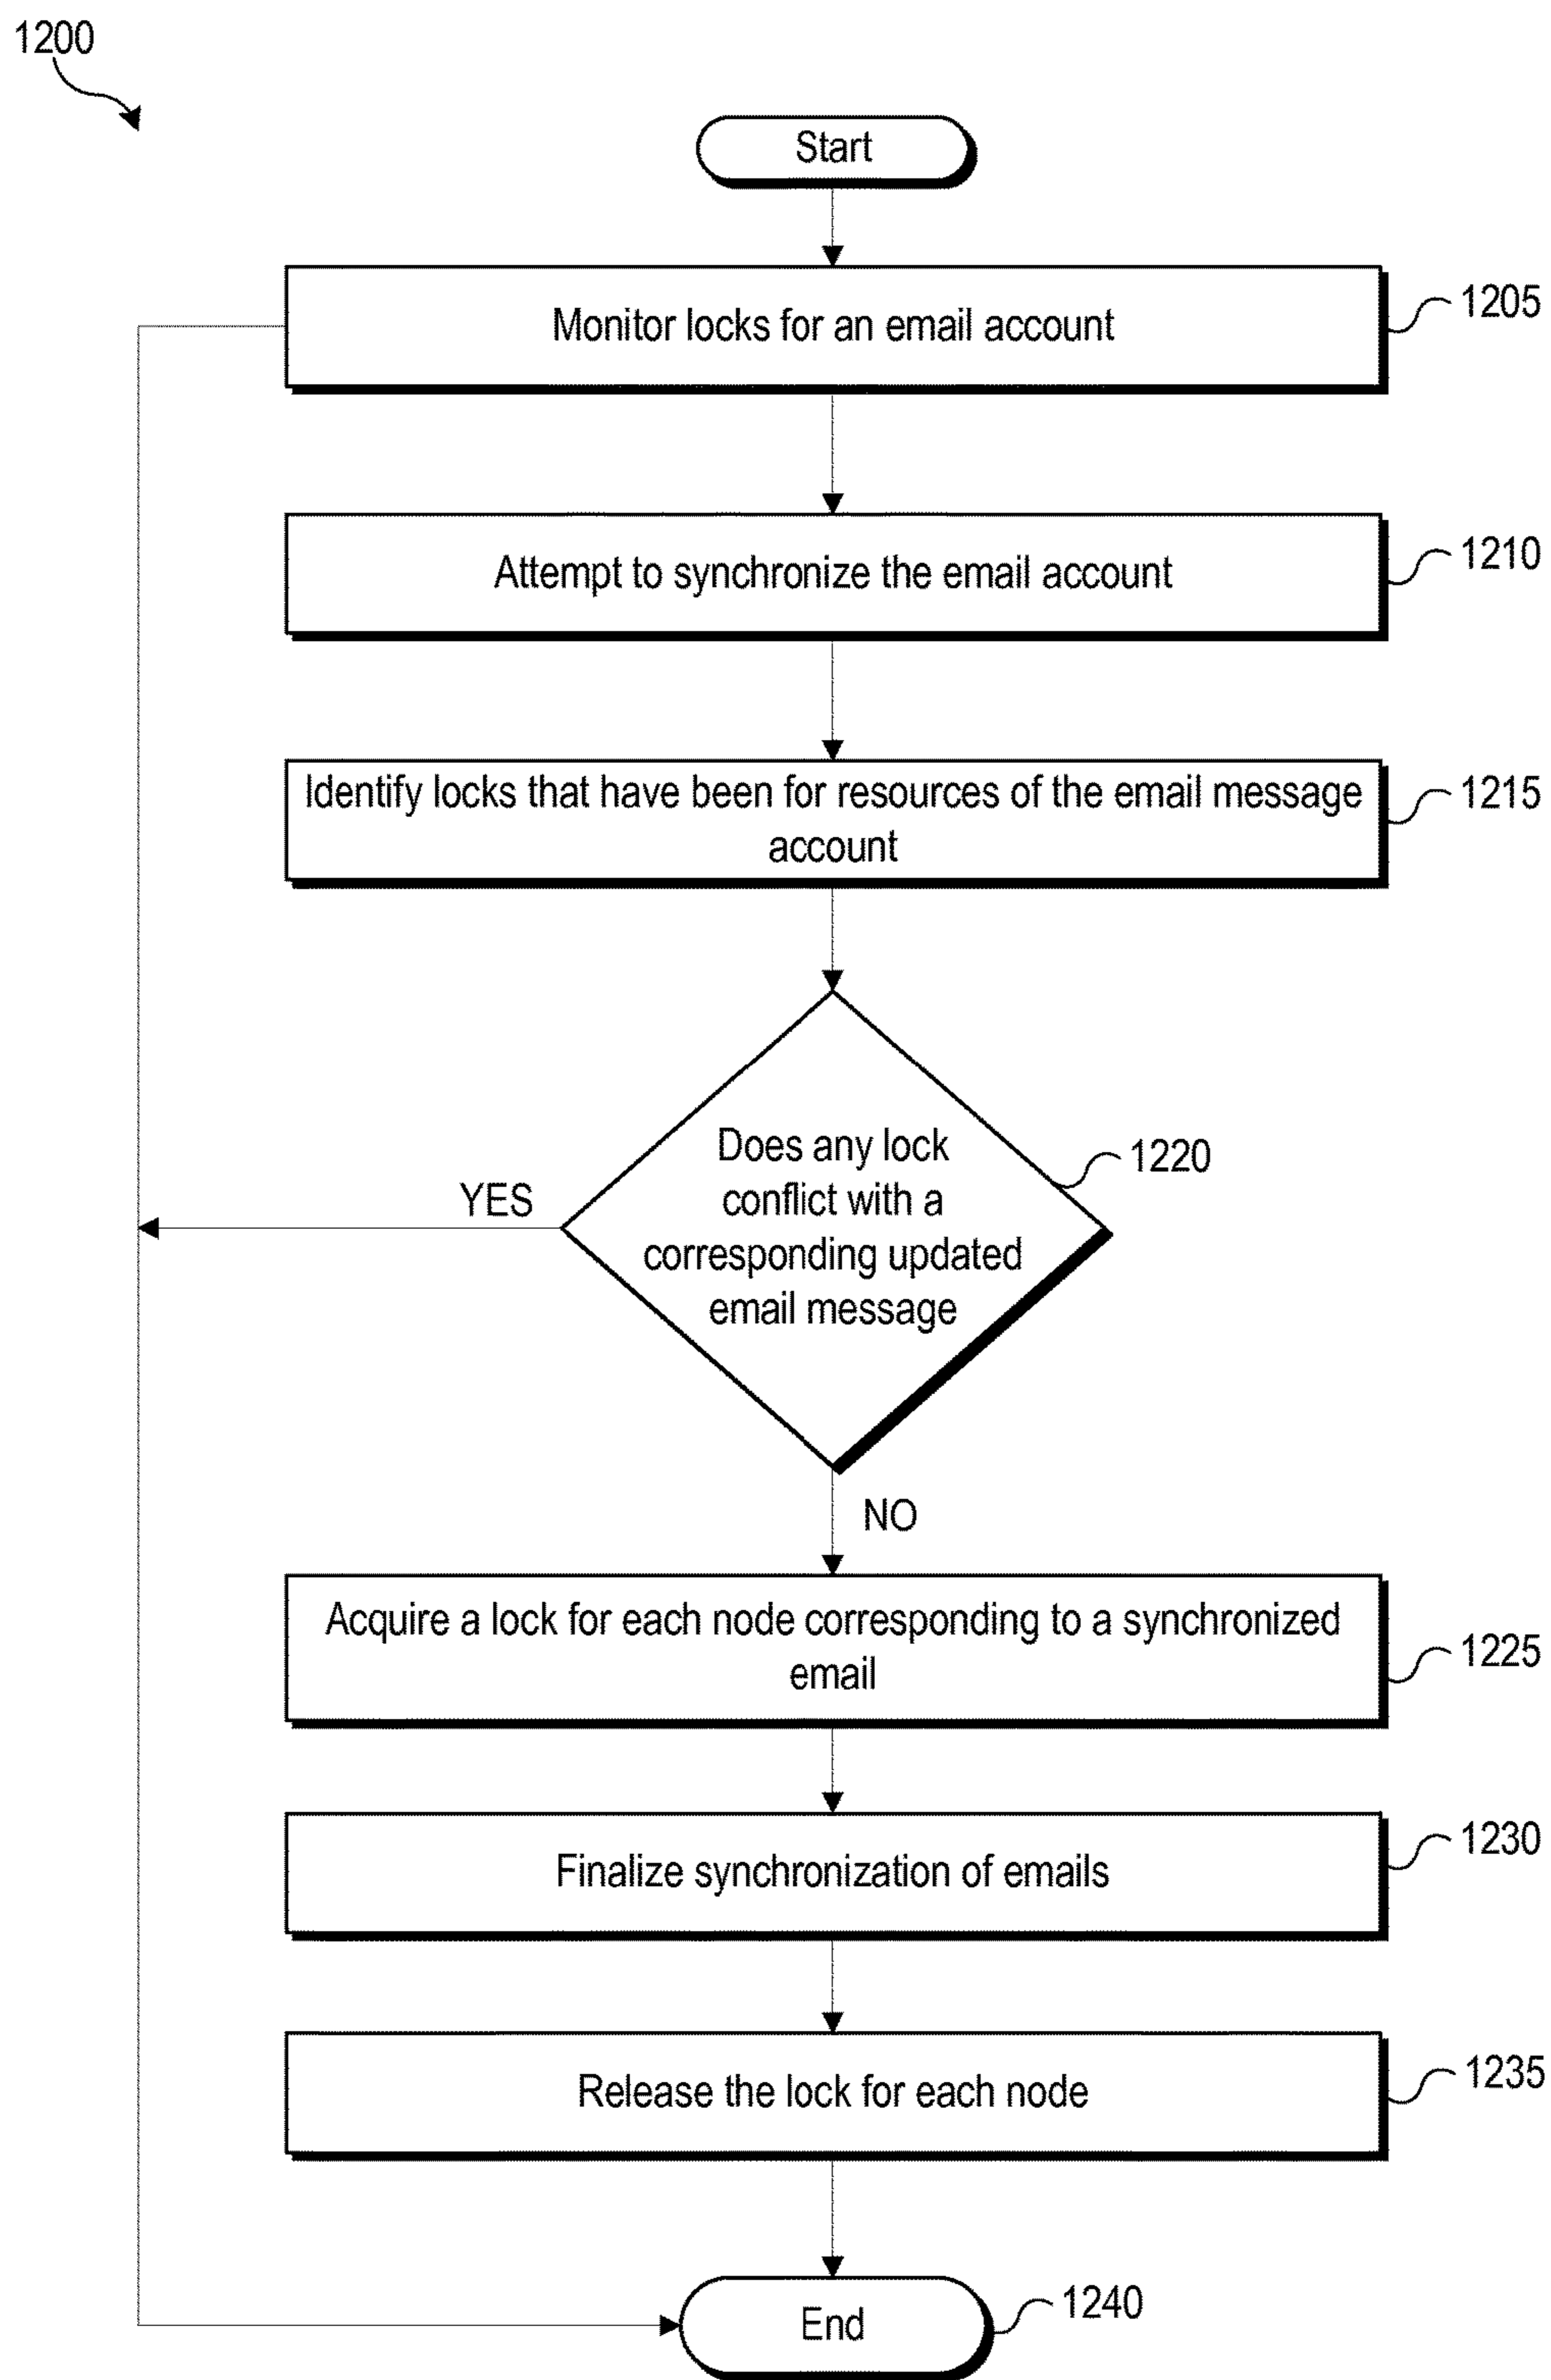 1200
Start
Monitor locks for an email account
1205
Attempt to synchronize the email account
1210
Identify locks that have been for resources of the email message
account
1215
Does any lock
conflict with a
corresponding updated
email message
1220
YES
NO
Acquire a lock for each node corresponding to a synchronized
email
1225
Finalize synchronization of emails
1230
Release the lock for each node
1235
End
1240